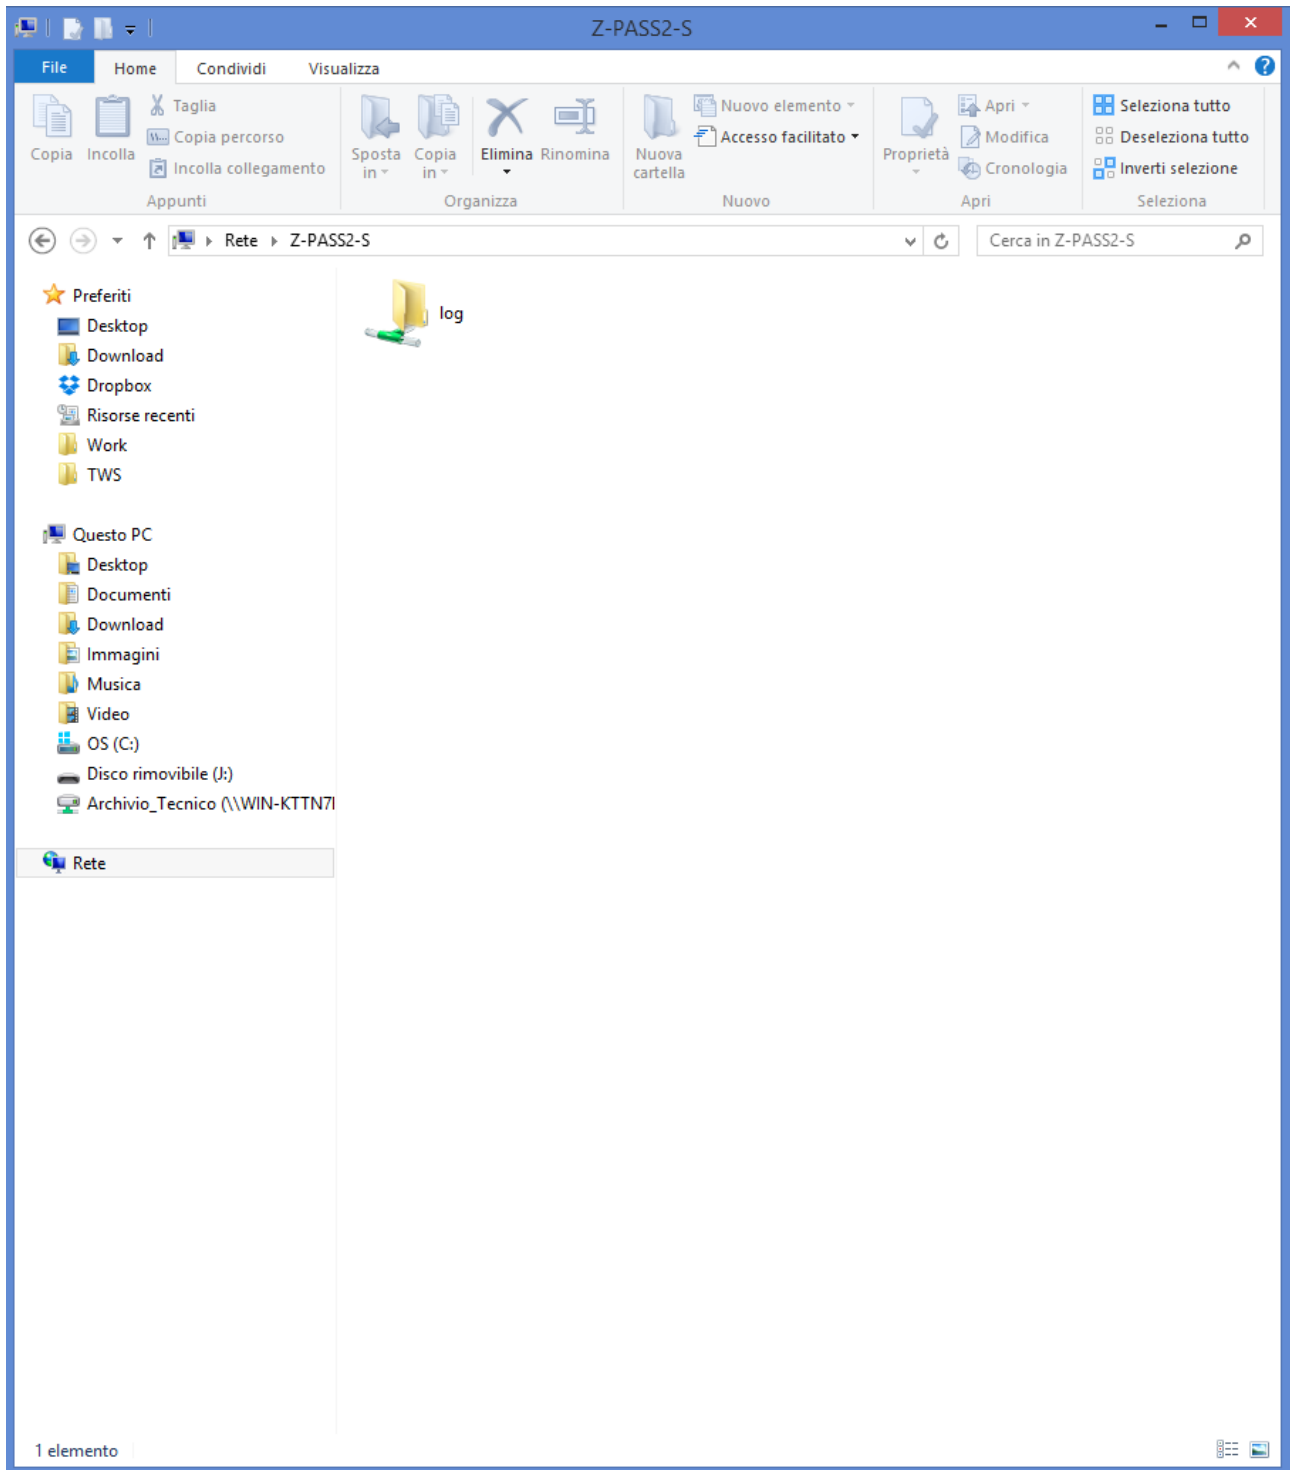 Z-PASS2-S
File Home Condividi Visualizza
Copia
Incolla
Taglia
Copia percorso
Incolla collegamento
Appunti
Sposta in
Copia in
Elimina
Rinomina
Organizza
Nuova cartella
Nuovo elemento
Accesso facilitato
Nuovo
Proprietà
Apri
Modifica
Cronologia
Apri
Seleziona tutto
Deseleziona tutto
Inverti selezione
Seleziona
Rete Z-PASS2-S
Cerca in Z-PASS2-S
Preferiti
Desktop
Download
Dropbox
Risorse recenti
Work
TWS
Questo PC
Desktop
Documenti
Download
Immagini
Musica
Video
OS (C:)
Disco rimovibile (J:)
Archivio_Tecnico (\\WIN-KTTN7
Rete
log
1 elemento